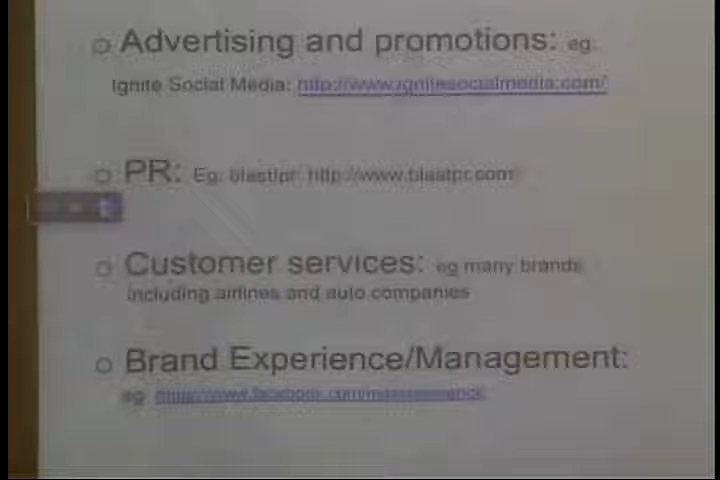 Advertising and promotions: eg:
Ignite Social Media: http://www.ignitesocialmedia.com/
PR: Eg: blastpr: http://www.blastpr.com
Customer services: eg many brands
including airlines and auto companies
Brand Experience/Management:
eg